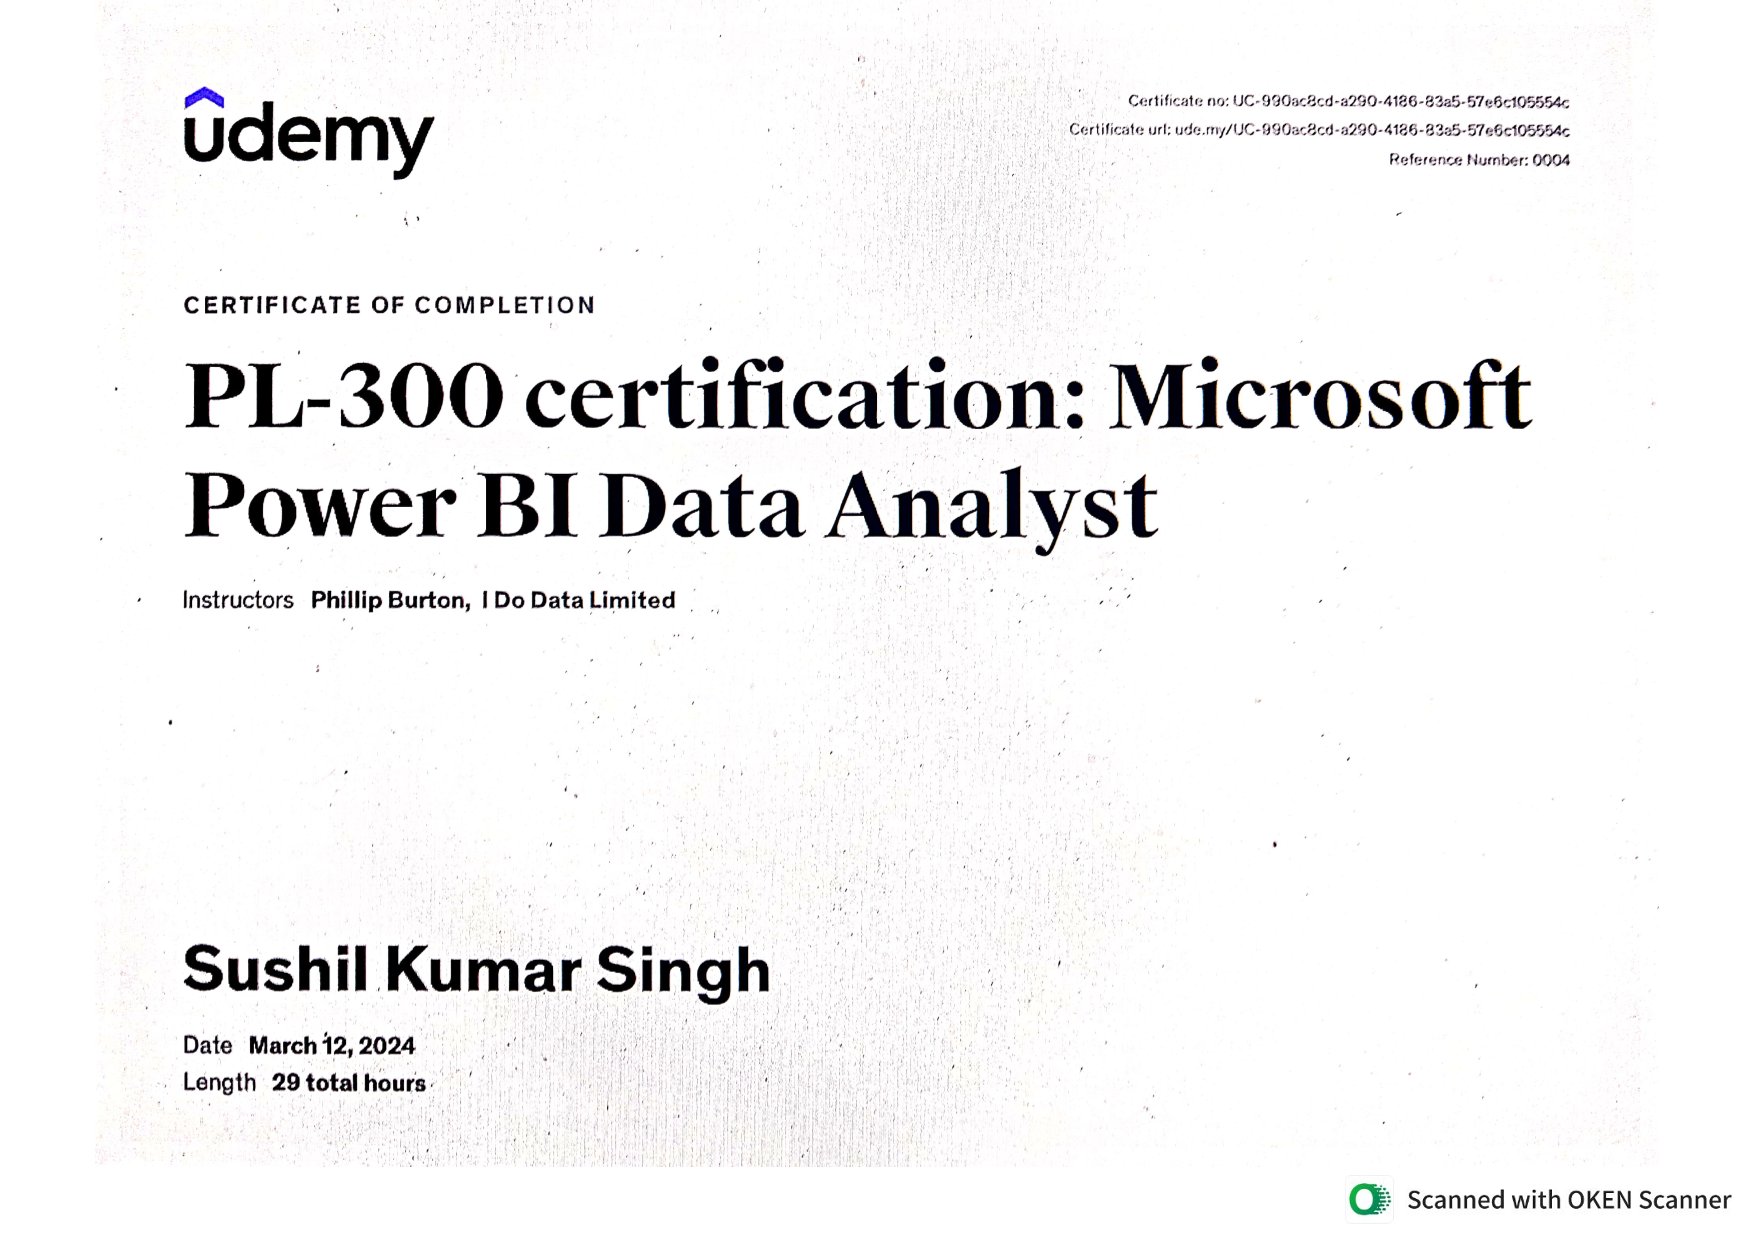 udemy
Certificate no: UC-990ac8cd-a290-4186-83a5-57e6c105554c
Certificate url: ude.my/UC-990ac8cd-a290-4186-83a5-57e6c105554c
Reference Number: 0004
CERTIFICATE OF COMPLETION
PL-300 certification: Microsoft
Power BI Data Analyst
Instructors Phillip Burton, I Do Data Limited
Sushil Kumar Singh
Date March 12, 2024
Length 29 total hours
Scanned with OKEN Scanner